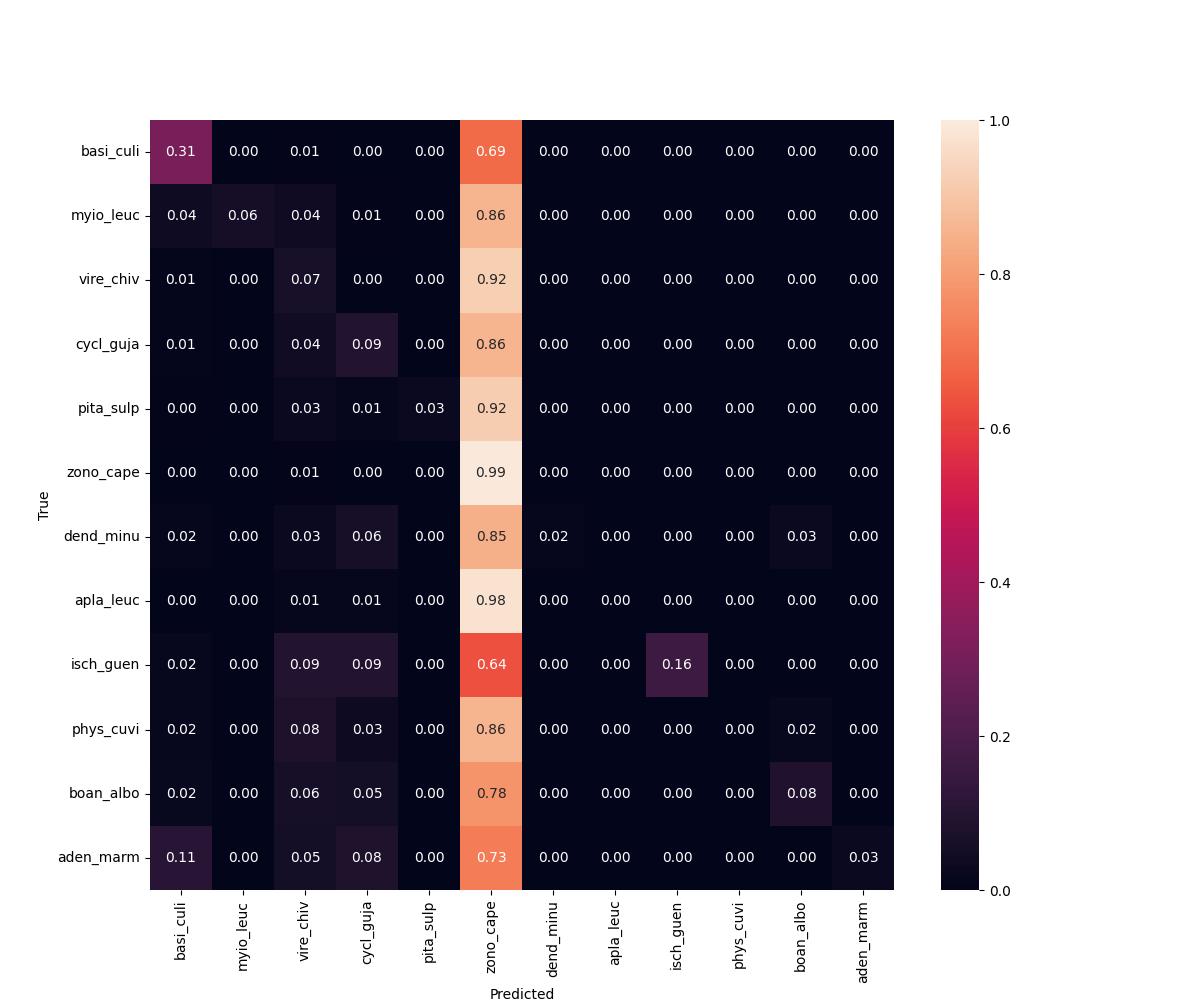 basi_culi 0.31 0.00 0.01 0.00 0.00 0.69 0.00 0.00 0.00 0.00 0.00 0.00 1.0
myio_leuc 0.04 0.06 0.04 0.01 0.00 0.86 0.00 0.00 0.00 0.00 0.00 0.00
vire_chiv 0.01 0.00 0.07 0.00 0.00 0.92 0.00 0.00 0.00 0.00 0.00 0.00 0.8
cycl_guja 0.01 0.00 0.04 0.09 0.00 0.86 0.00 0.00 0.00 0.00 0.00 0.00
pita_sulp 0.00 0.00 0.03 0.01 0.03 0.92 0.00 0.00 0.00 0.00 0.00 0.00 0.6
zono_cape 0.00 0.00 0.01 0.00 0.00 0.99 0.00 0.00 0.00 0.00 0.00 0.00
True
dend_minu 0.02 0.00 0.03 0.06 0.00 0.85 0.02 0.00 0.00 0.00 0.03 0.00
apla_leuc 0.00 0.00 0.01 0.01 0.00 0.98 0.00 0.00 0.00 0.00 0.00 0.00 0.4
isch_guen 0.02 0.00 0.09 0.09 0.00 0.64 0.00 0.00 0.16 0.00 0.00 0.00
phys_cuvi 0.02 0.00 0.08 0.03 0.00 0.86 0.00 0.00 0.00 0.00 0.02 0.00 0.2
boan_albo 0.02 0.00 0.06 0.05 0.00 0.78 0.00 0.00 0.00 0.00 0.08 0.00
aden_marm 0.11 0.00 0.05 0.08 0.00 0.73 0.00 0.00 0.00 0.00 0.00 0.03 0.0
basi_culi myio_leuc vire_chiv cycl_guja pita_sulp zono_cape dend_minu apla_leuc isch_guen phys_cuvi boan_albo aden_marm
Predicted